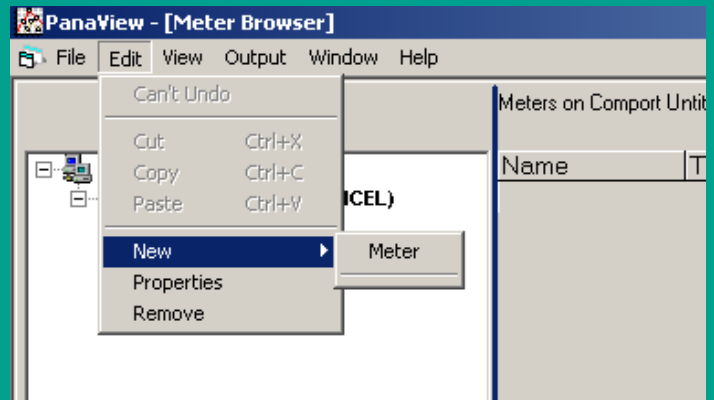 PanaView - [Meter Browser]
File Edit View Output Window Help
Can't Undo
Meters on Comport Untit
Cut Ctrl+X
Name T
Copy Ctrl+C
Paste Ctrl+V ICEL)
New Meter
Properties
Remove